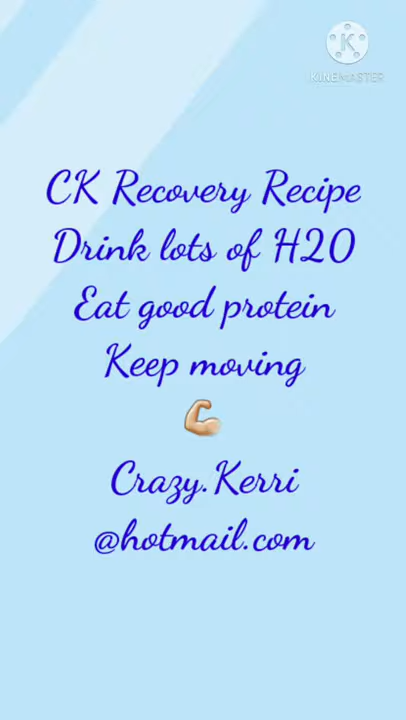 K
KINEMASTER
CK Recovery Recipe
Drink lots of H2O
Eat good protein
Keep moving
💪🏼
Crazy.Kerri
@hotmail.com